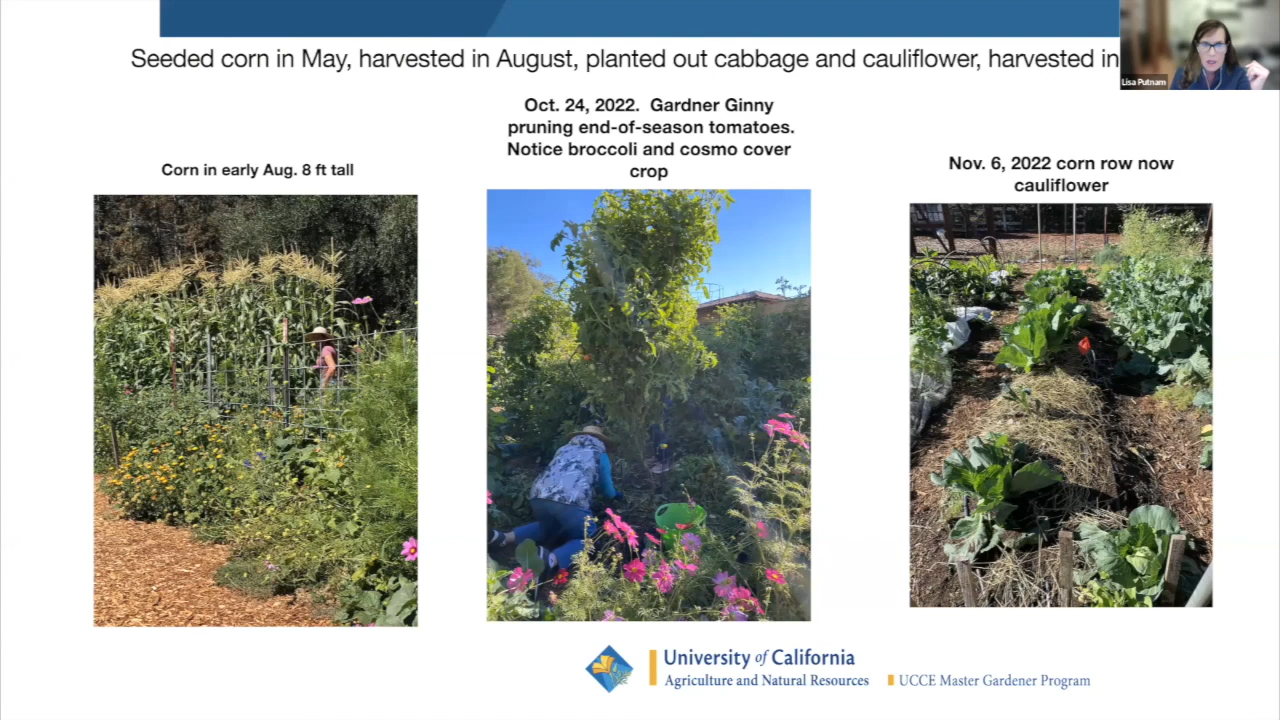 Seeded corn in May, harvested in August, planted out cabbage and cauliflower, harvested in
Lisa Putnam
Oct. 24, 2022. Gardner Ginny
pruning end-of-season tomatoes.
Notice broccoli and cosmo cover
crop
Corn in early Aug. 8 ft tall
Nov. 6, 2022 corn row now
cauliflower
University of California
Agriculture and Natural Resources
UCCE Master Gardener Program